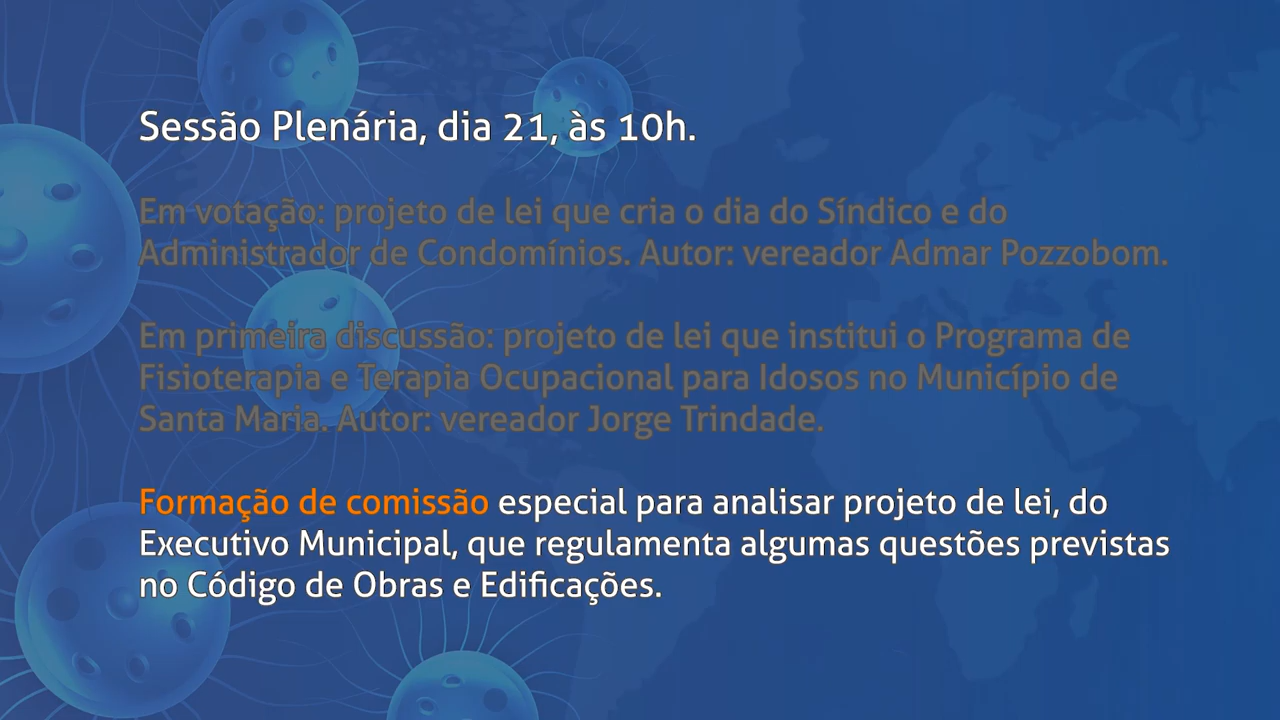 Sessão Plenária, dia 21, às 10h.
Em votação: projeto de lei que cria o dia do Síndico e do
Administrador de Condomínios. Autor: vereador Admar Pozzobom.
Em primeira discussão: projeto de lei que institui o Programa de
Fisioterapia e Terapia Ocupacional para Idosos no Município de
Santa Maria. Autor: vereador Jorge Trindade.
Formação de comissão especial para analisar projeto de lei, do
Executivo Municipal, que regulamenta algumas questões previstas
no Código de Obras e Edificações.